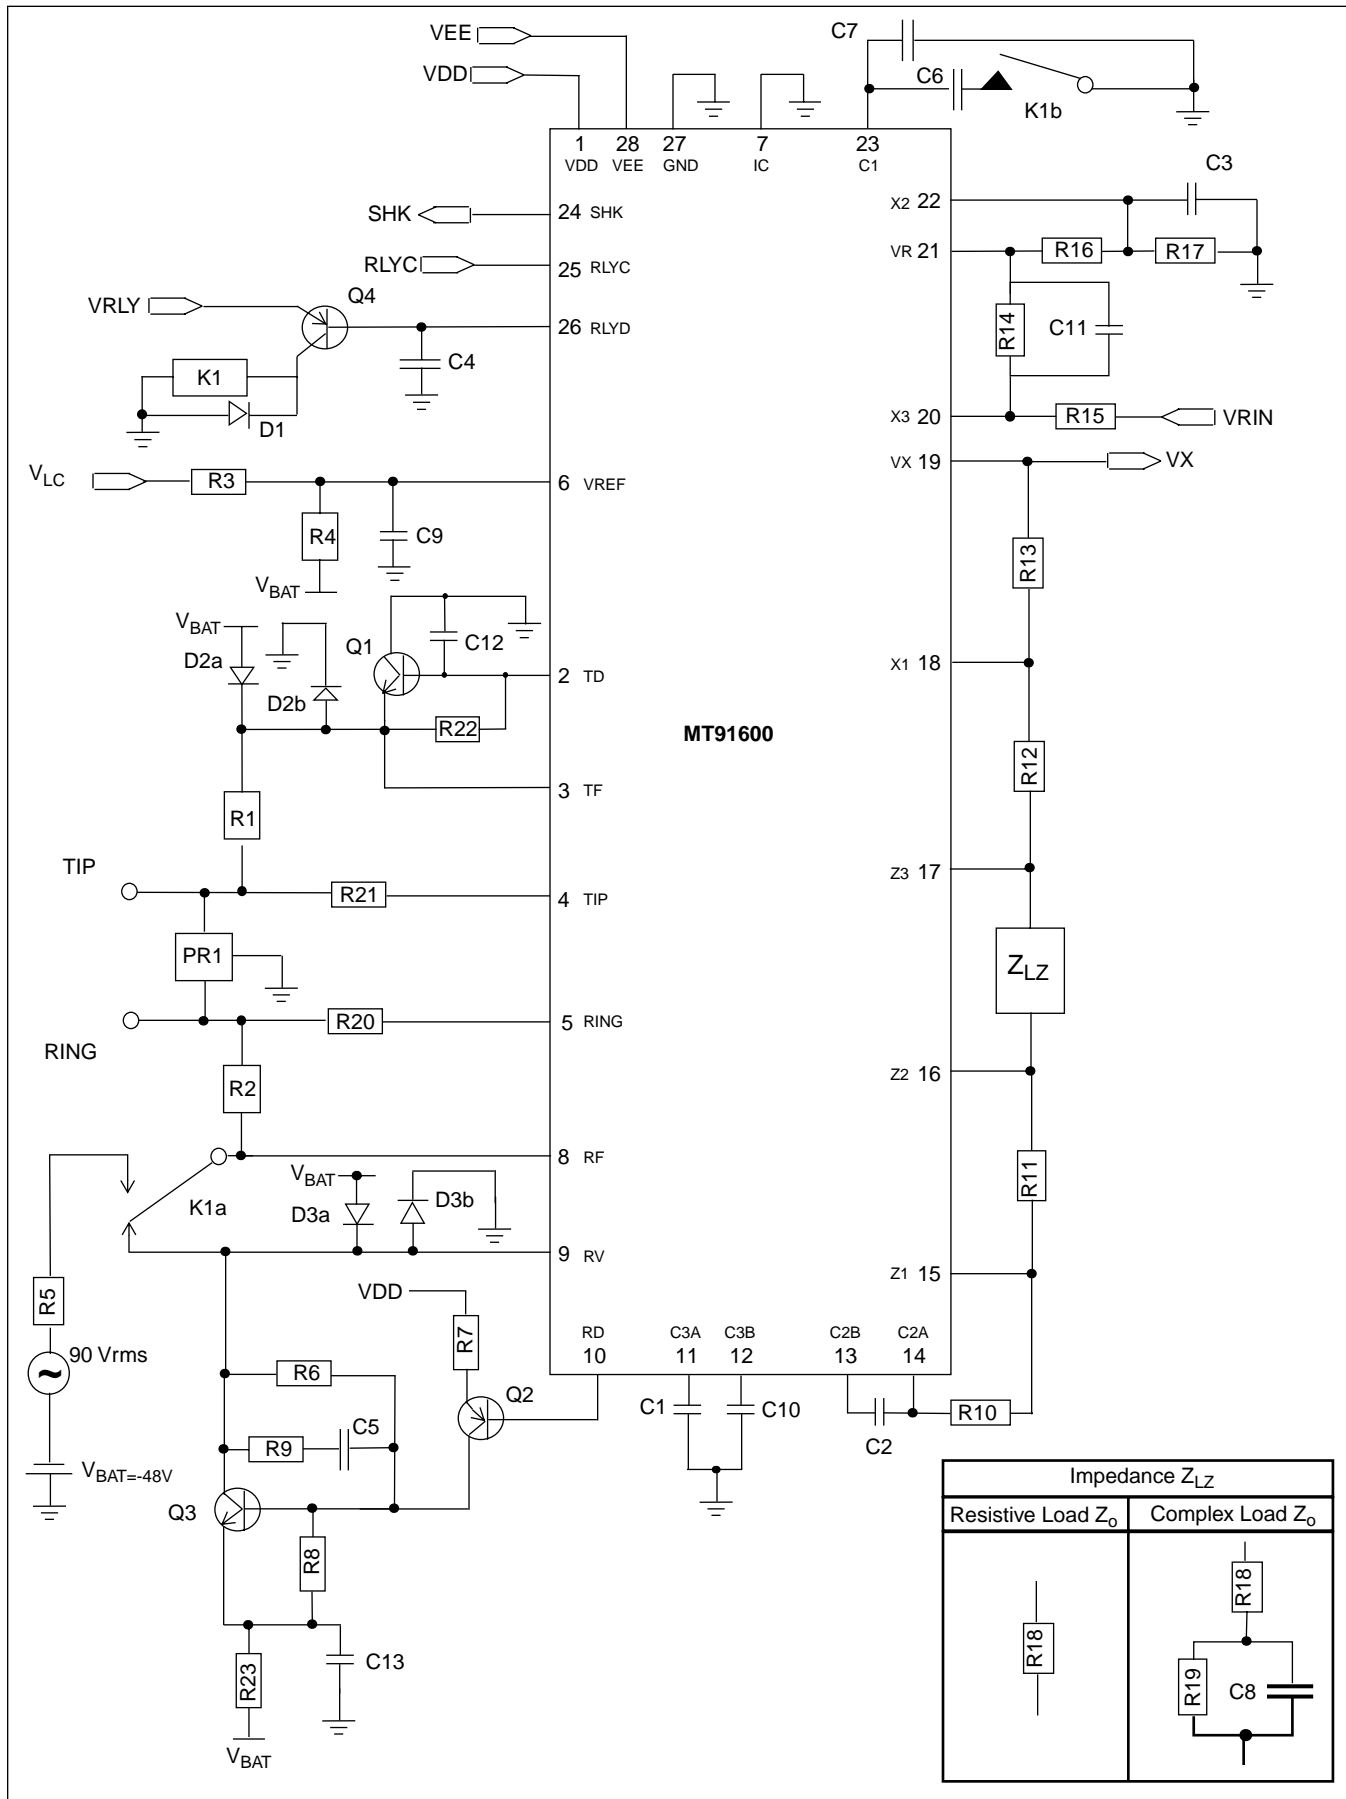 VEE
VDD
C7
C6
K1b
1
28
27
7
23
VDD
VEE
GND
IC
C1
C3
X2 22
SHK
24 SHK
VR 21
R16
R17
RLYC
25 RLYC
Q4
VRLY
26 RLYD
R14
C11
C4
K1
D1
X3 20
R15
VRIN
VX 19
VX
VLC
R3
6 VREF
R4
C9
VBAT
R13
VBAT
Q1
C12
D2a
D2b
2 TD
X1 18
R22
MT91600
R12
3 TF
R1
TIP
Z3 17
R21
4 TIP
PR1
ZLZ
R20
5 RING
RING
Z2 16
R2
8 RF
R11
VBAT
D3b
K1a
D3a
9 RV
Z1 15
VDD
R5
R7
RD
C3A
C3B
C2B
C2A
10
11
12
13
14
90 Vrms
R6
Q2
C1
C10
C5
R10
R9
C2
VBAT=-48V
Q3
R8
C13
R23
VBAT
Impedance ZLZ
Resistive Load Zo
Complex Load Zo
R18
R18
R19
C8